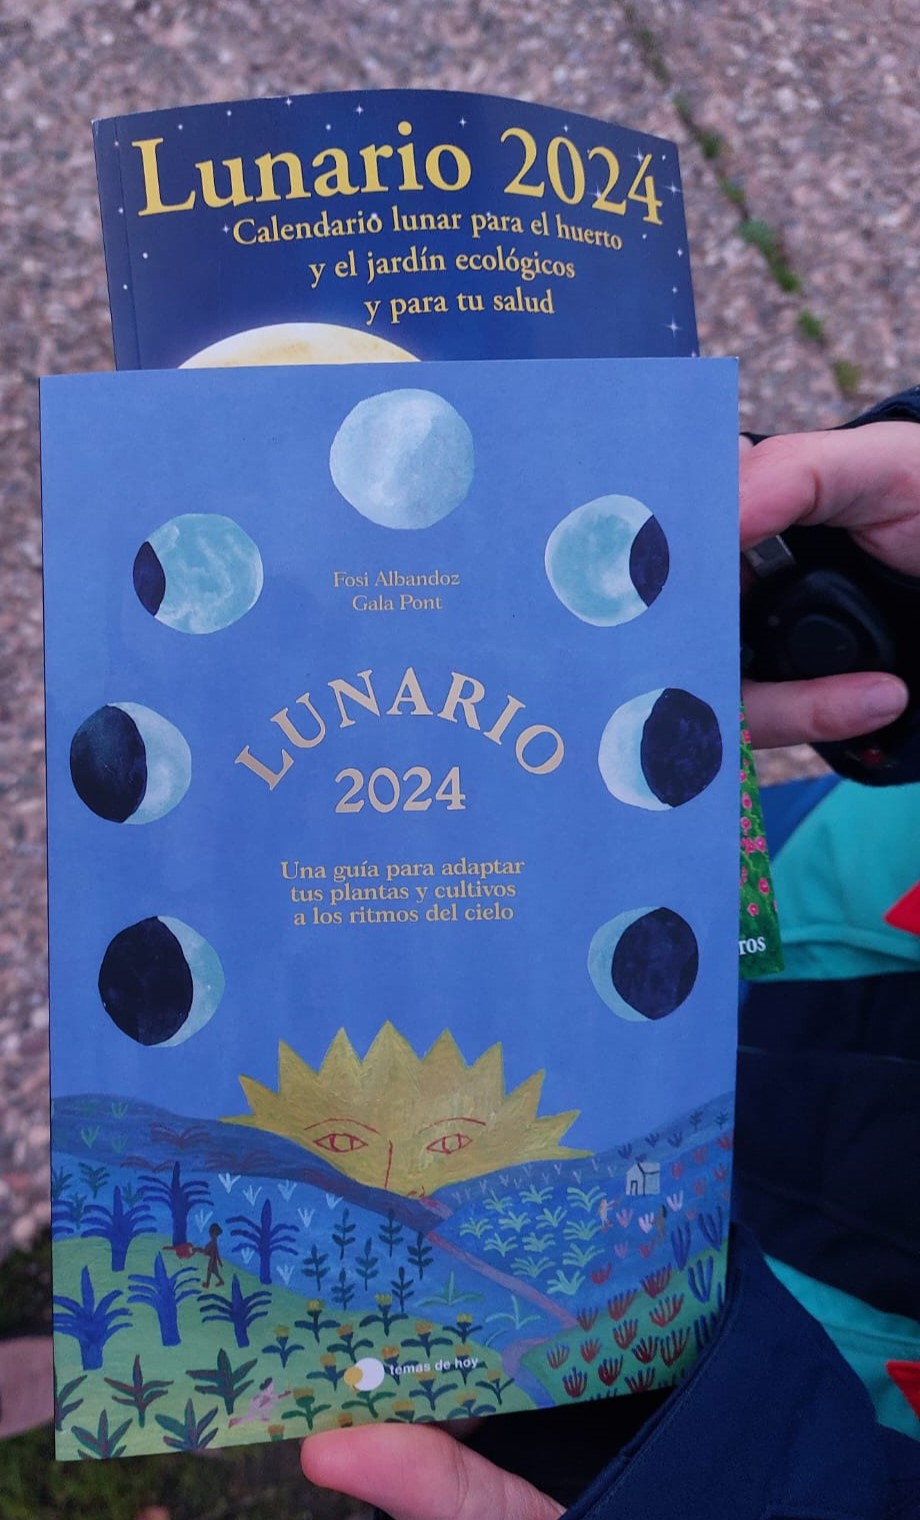 Lunario 2024
Calendario lunar para el huerto
y el jardín ecológicos
y para tu salud
Fosi Albandoz
Gala Pont
LUNARIO
2024
Una guía para adaptar
tus plantas y cultivos
a los ritmos del cielo
temas de hoy
ros